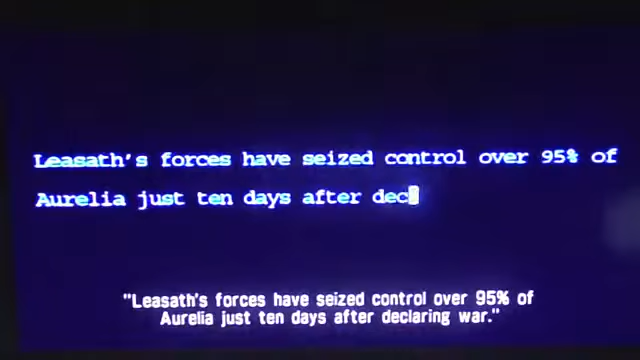 Leasath's forces have seized control over 95% of
Aurelia just ten days after dec
"Leasath's forces have seized control over 95% of
Aurelia just ten days after declaring war."